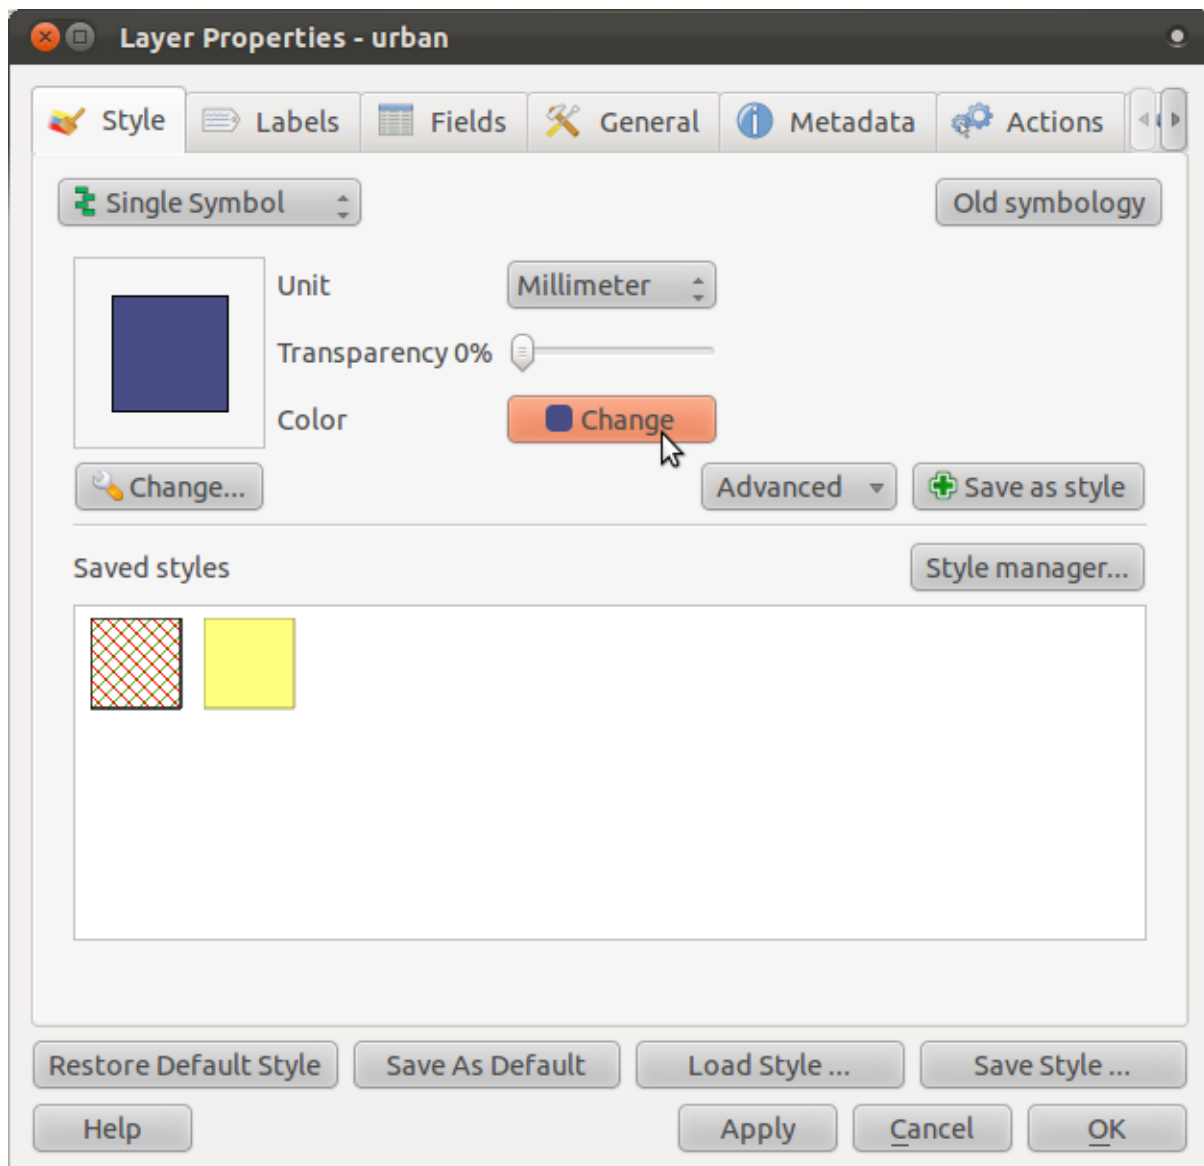 Layer Properties - urban
Style Labels Fields General Metadata Actions
Single Symbol Old symbology
Unit Millimeter
Transparency 0%
Color Change
Change... Advanced Save as style
Saved styles Style manager...
Restore Default Style Save As Default Load Style ... Save Style ...
Help Apply Cancel OK